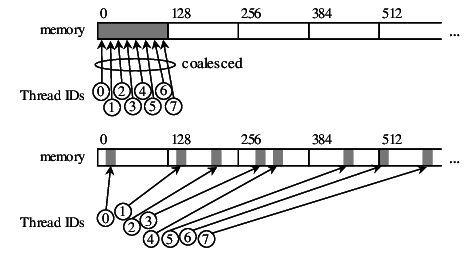 0 128 256 384 512
memory ...
coalesced
Thread IDs 0 2 4 6
1 3 5 7
0 128 256 384 512
memory ...
Thread IDs 0 1 2 3
4 5 6 7